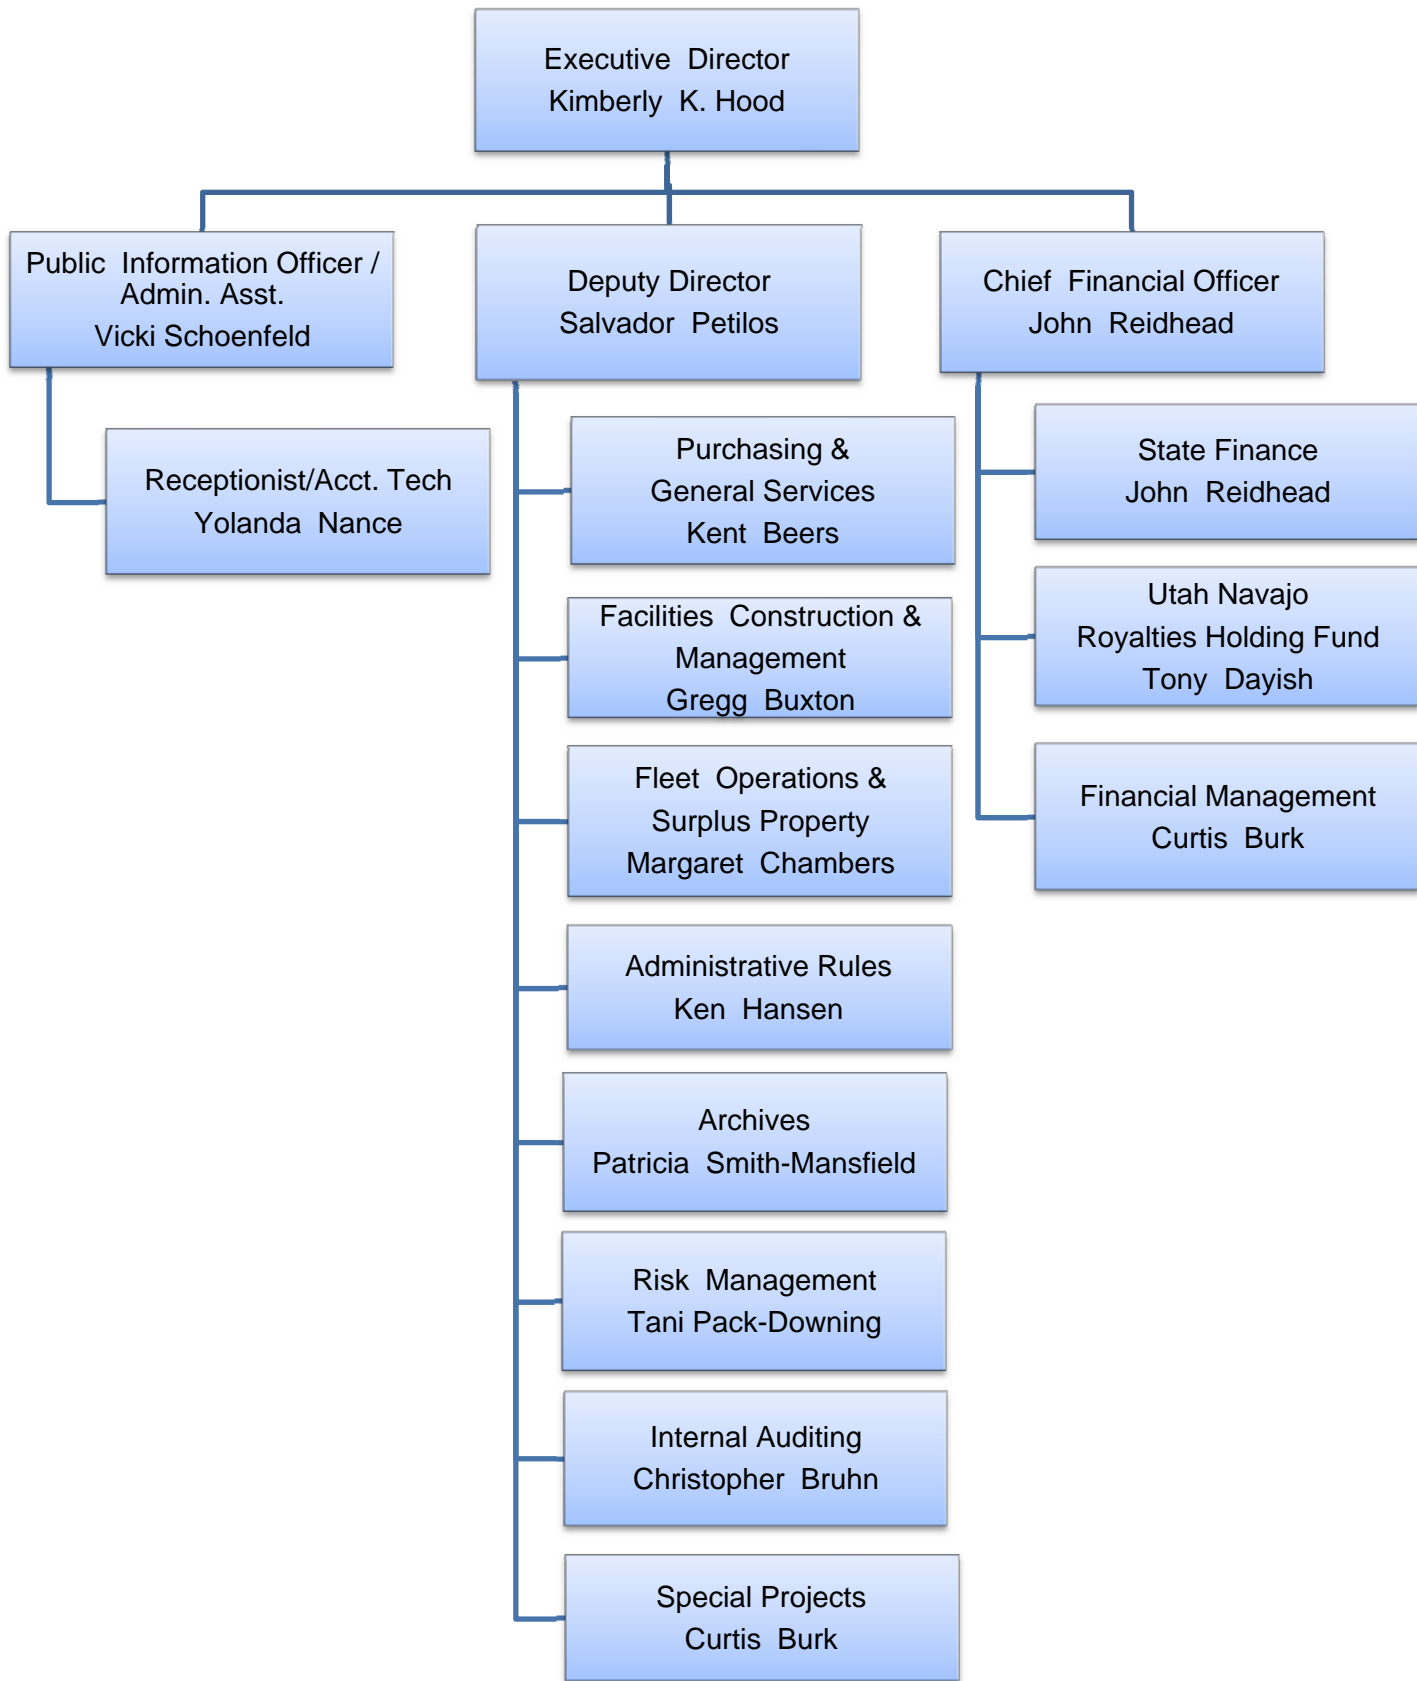 Executive Director
Kimberly K. Hood
Public Information Officer /
Admin. Asst.
Vicki Schoenfeld
Receptionist/Acct. Tech
Yolanda Nance
Deputy Director
Salvador Petilos
Purchasing &
General Services
Kent Beers
Facilities Construction &
Management
Gregg Buxton
Fleet Operations &
Surplus Property
Margaret Chambers
Administrative Rules
Ken Hansen
Archives
Patricia Smith-Mansfield
Risk Management
Tani Pack-Downing
Internal Auditing
Christopher Bruhn
Special Projects
Curtis Burk
Chief Financial Officer
John Reidhead
State Finance
John Reidhead
Utah Navajo
Royalties Holding Fund
Tony Dayish
Financial Management
Curtis Burk